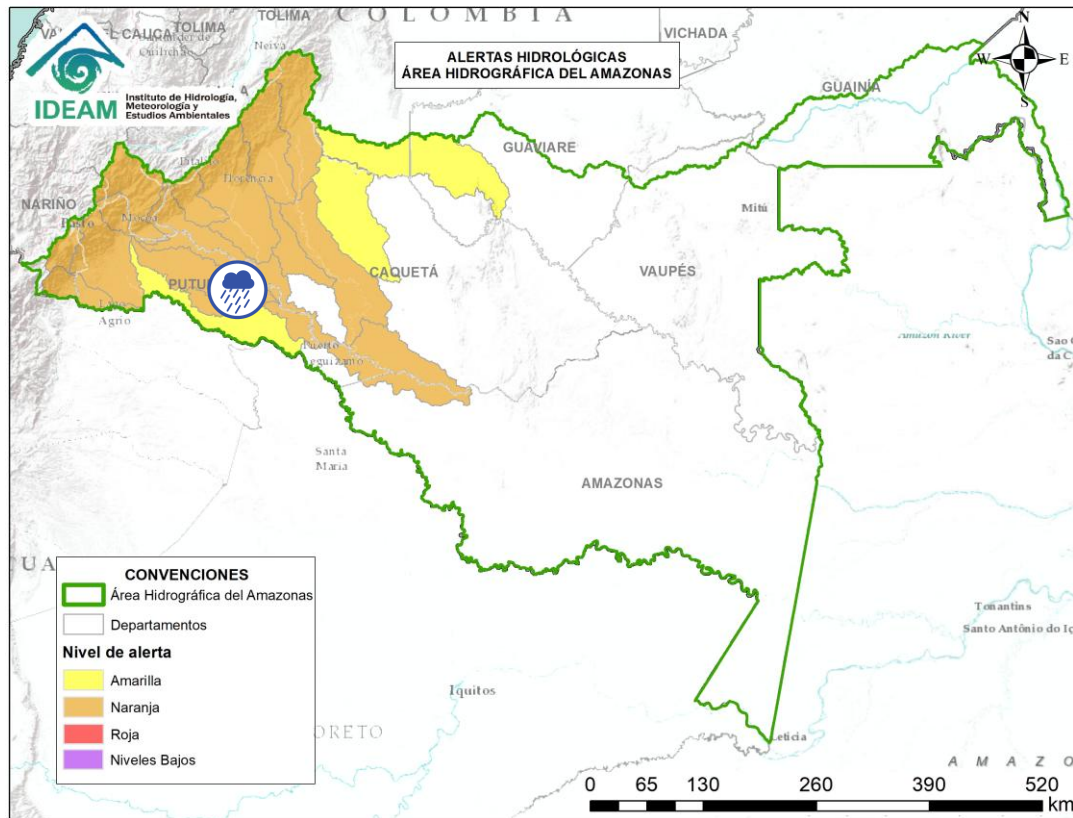 COLOMBIA
TOLIMA
TOLIMA
CAUCA
Neiva
VICHADA
ALERTAS HIDROLÓGICAS
ÁREA HIDROGRÁFICA DEL AMAZONAS
N
W
E
S
IDEAM
Instituto de Hidrología,
Meteorología y
Estudios Ambientales
GUAINÍA
GUAVIARE
Florencia
NARIÑO
Pasto
Mocoa
Mitú
CAQUETÁ
VAUPÉS
PUTU
Lago
Agrio
Puerto
Leguizamo
Amazon River
Santa
Maria
AMAZONAS
CONVENCIONES
Área Hidrográfica del Amazonas
Departamentos
Nivel de alerta
Amarilla
Naranja
Roja
Niveles Bajos
Tonantins
Santo Antônio do Iç
Iquitos
ORETO
Leticia
AMAZO
0 65 130 260 390 520
km